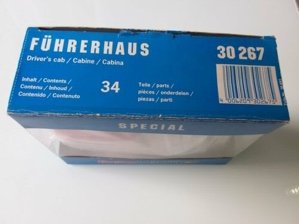 FÜHRERHAUS 30 267
Driver's cab / Cabine / Cabina
Inhalt / Contents /
Contenu / Inhoud /
Contenido / Contenuto
34
Teile / parts /
pièces / onderdelen /
piezas / parti
SPECIAL